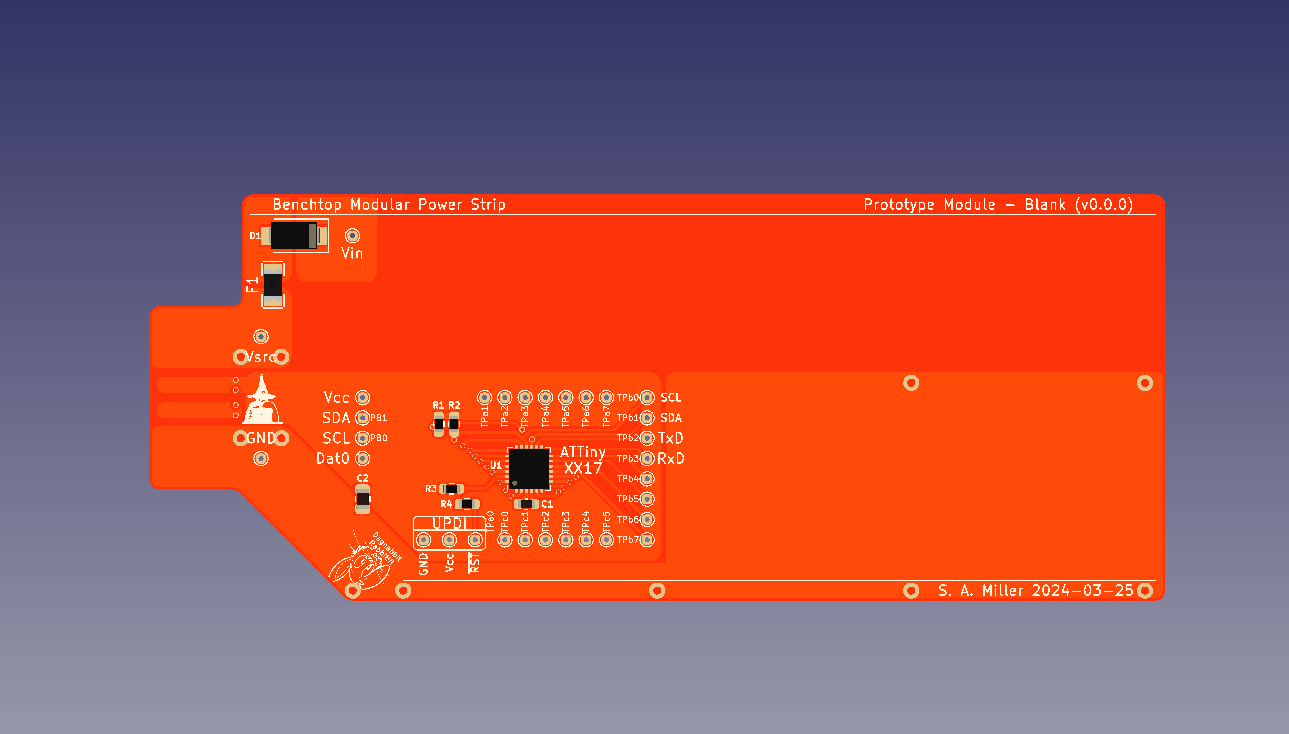 Benchtop Modular Power Strip
Prototype Module - Blank (v0.0.0)
D1
Vin
F1
Vsrc
GND
Vcc
SDA
PB1
SCL
PB0
Dat0
C2
R1
R2
R3
R4
U1
C1
ATTiny
XX17
TPa1
TPa2
TPa3
TPa4
TPa5
TPa6
TPa7
TPb0
SCL
TPb1
SDA
TPb2
TxD
TPb3
RxD
TPb4
TPb5
TPb6
TPb7
TPc0
TPc1
TPc2
TPc3
TPc4
TPc5
UPDI
GND
Vcc
RST
S. A. Miller 2024-03-25